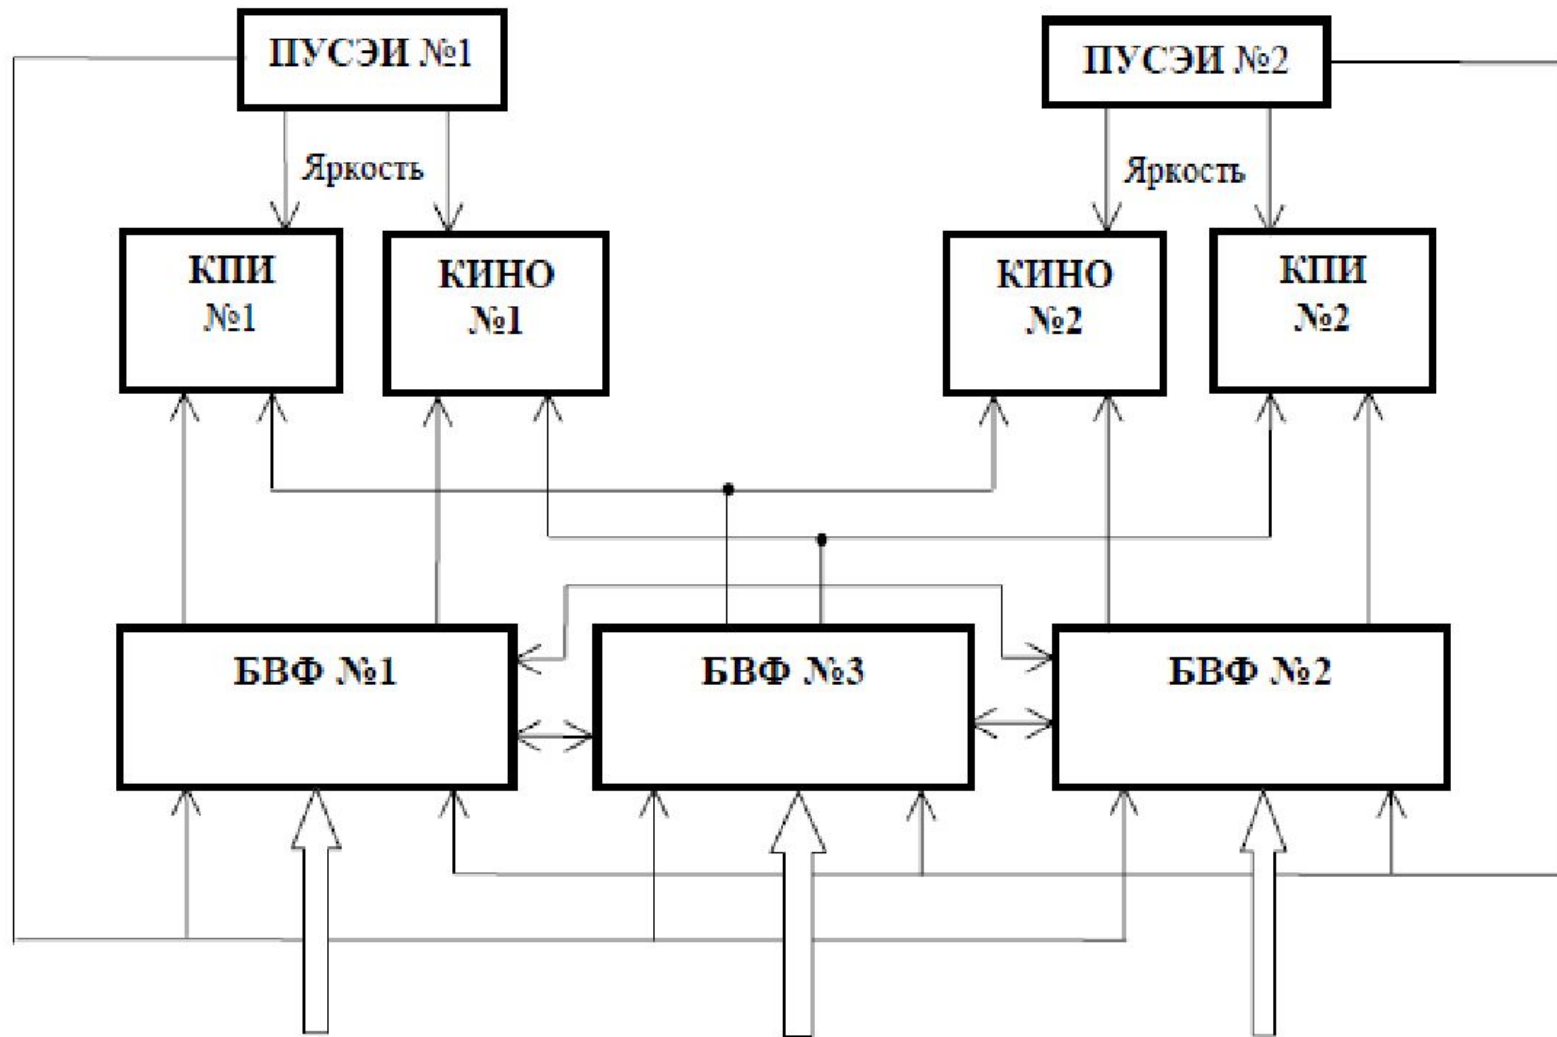 ПУСЭИ №1
ПУСЭИ №2
Яркость
Яркость
КПИ
№1
КИНО
№1
КИНО
№2
КПИ
№2
БВФ №1
БВФ №3
БВФ №2